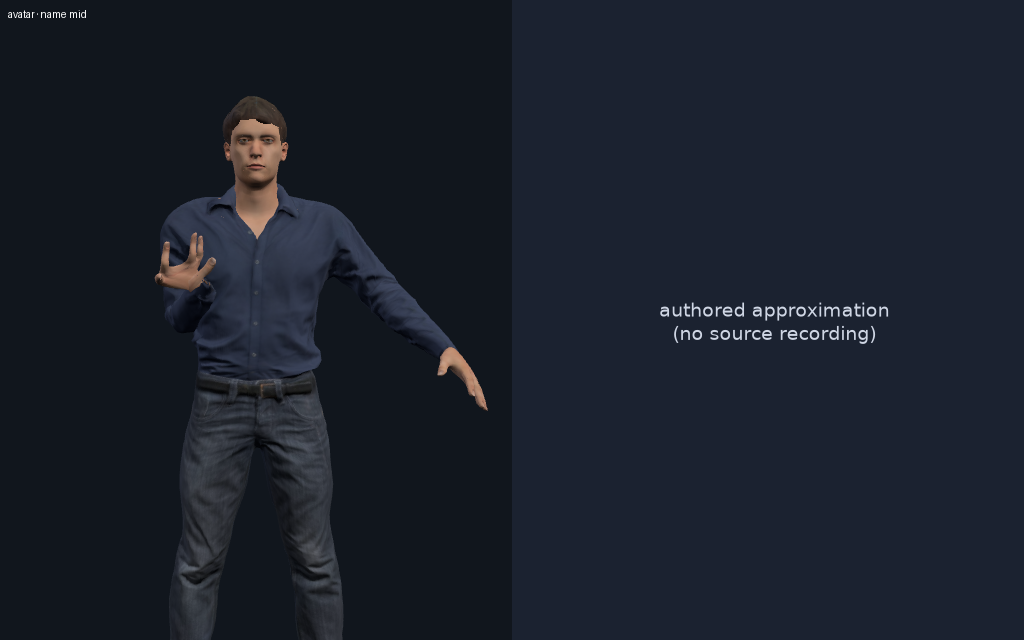 avatar·name mid
authored approximation
(no source recording)